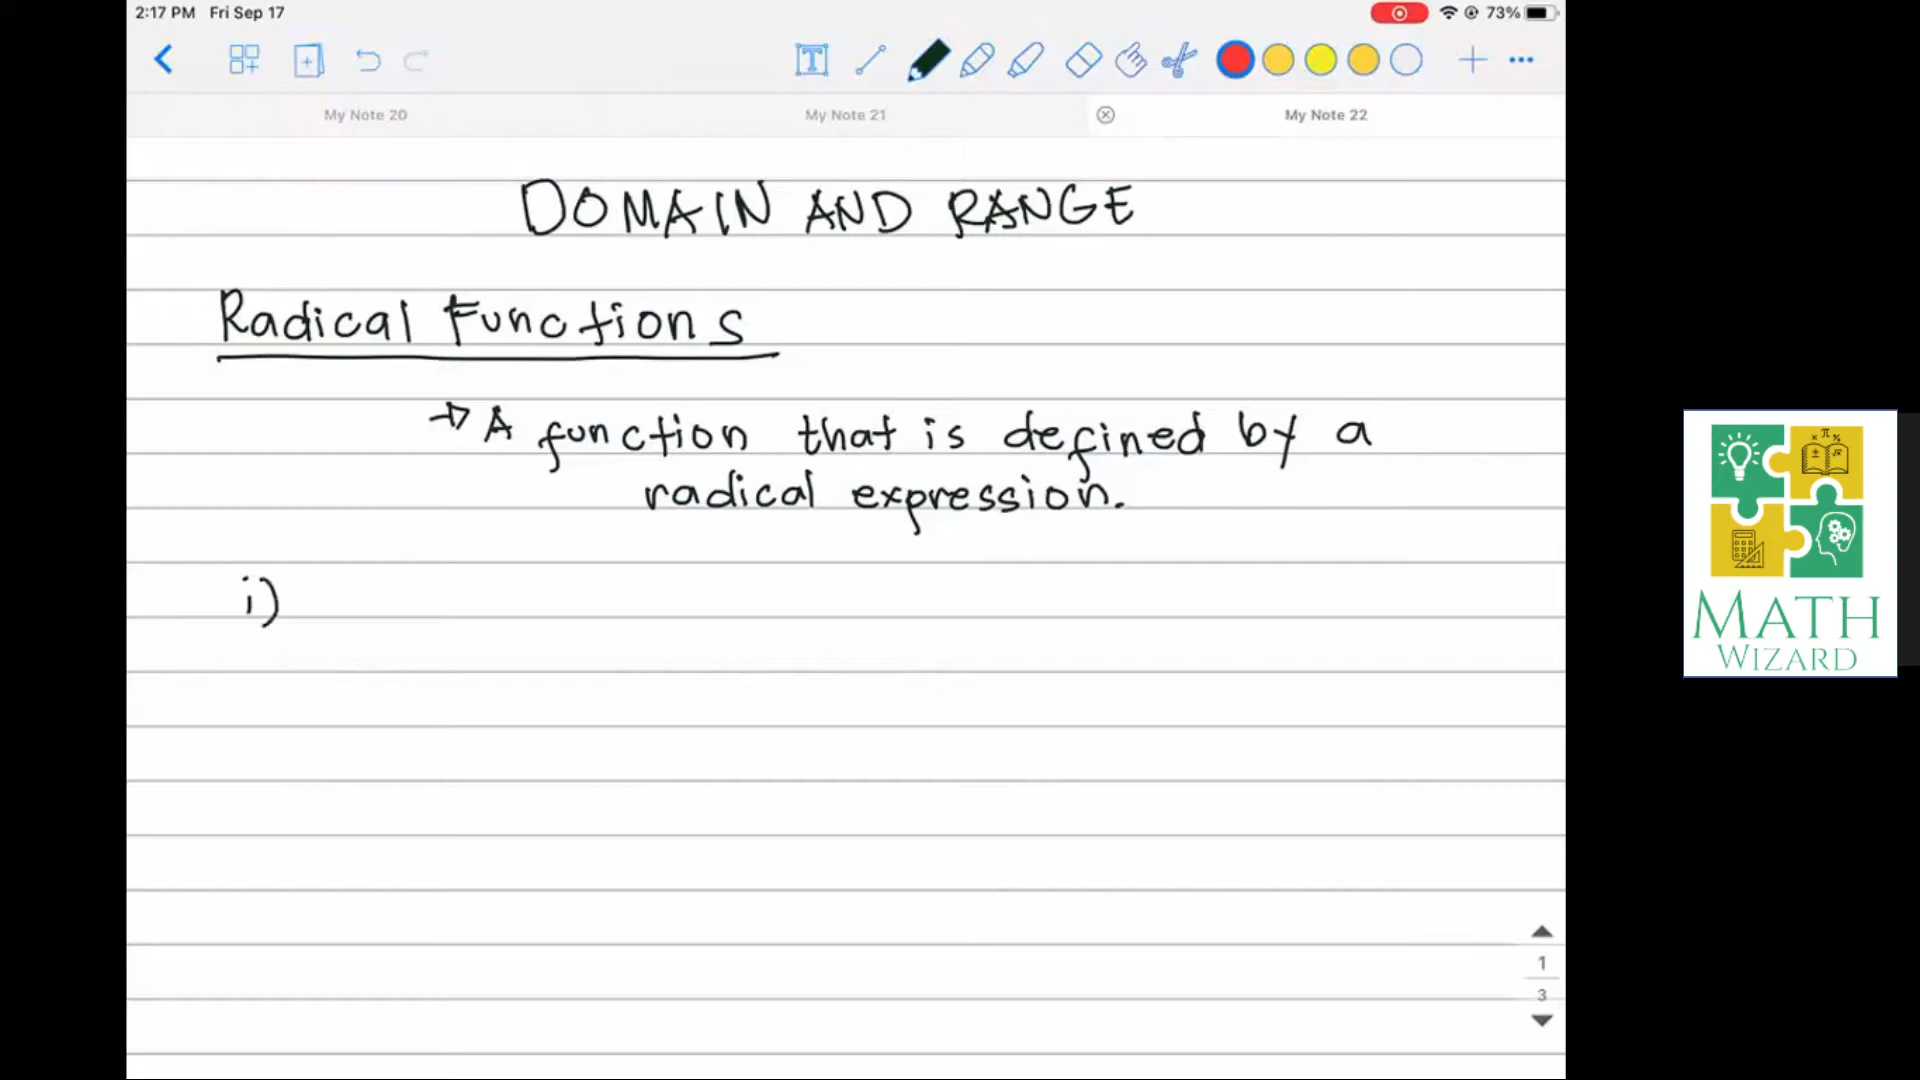 2:17 PM Fri Sep 17
73%
My Note 20
My Note 21
My Note 22
DOMAIN AND RANGE
Radical Functions
→ A function that is defined by a
radical expression.
i)
MATH
WIZARD
1
3